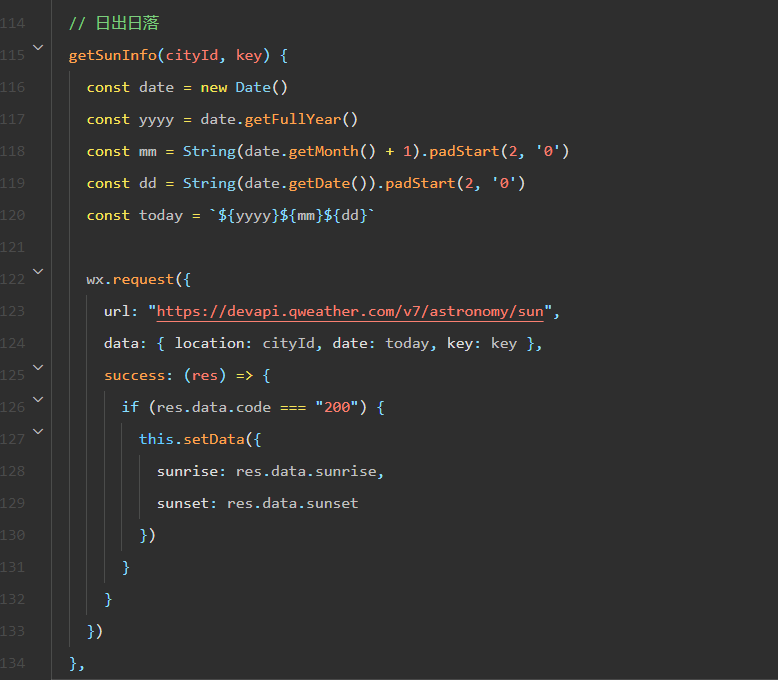 114 // 日出日落
115 getSunInfo(cityId, key) {
116 const date = new Date()
117 const yyyy = date.getFullYear()
118 const mm = String(date.getMonth() + 1).padStart(2, '0')
119 const dd = String(date.getDate()).padStart(2, '0')
120 const today = `${yyyy}${mm}${dd}`
121
122 wx.request({
123 url: "https://devapi.qweather.com/v7/astronomy/sun",
124 data: { location: cityId, date: today, key: key },
125 success: (res) => {
126 if (res.data.code === "200") {
127 this.setData({
128 sunrise: res.data.sunrise,
129 sunset: res.data.sunset
130 })
131 }
132 }
133 })
134 },